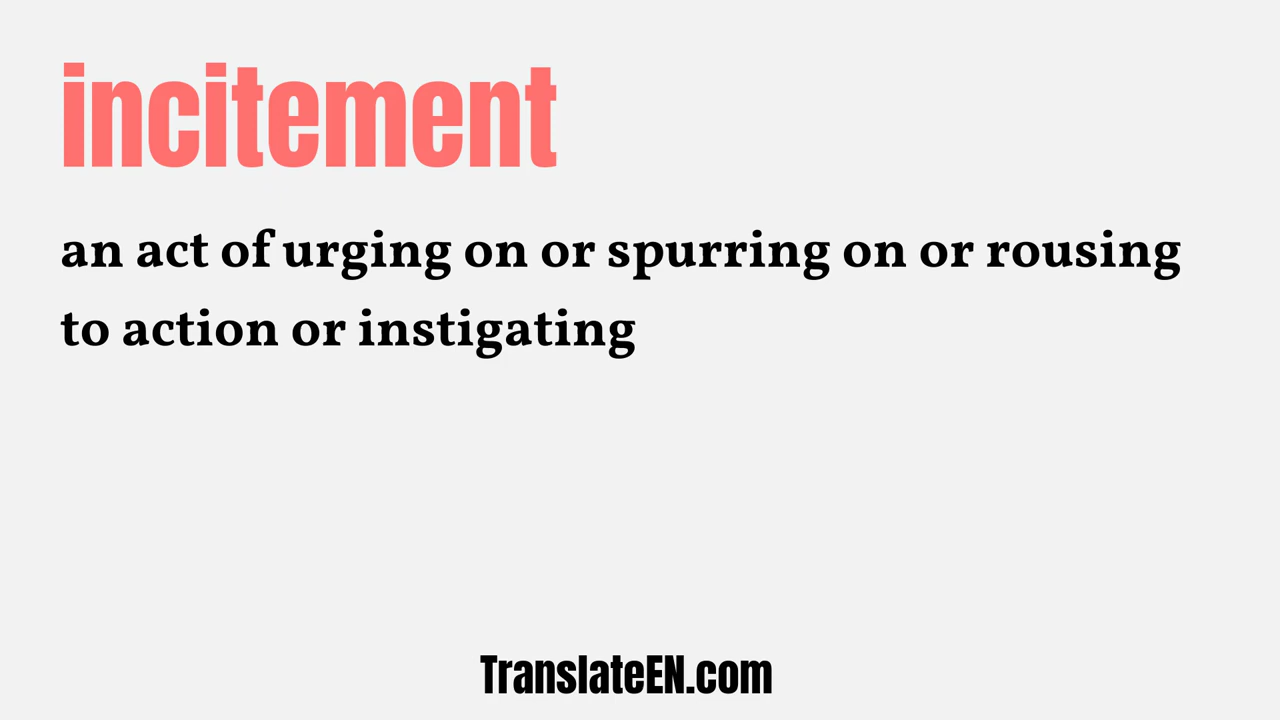 incitement
an act of urging on or spurring on or rousing
to action or instigating
TranslateEN.com